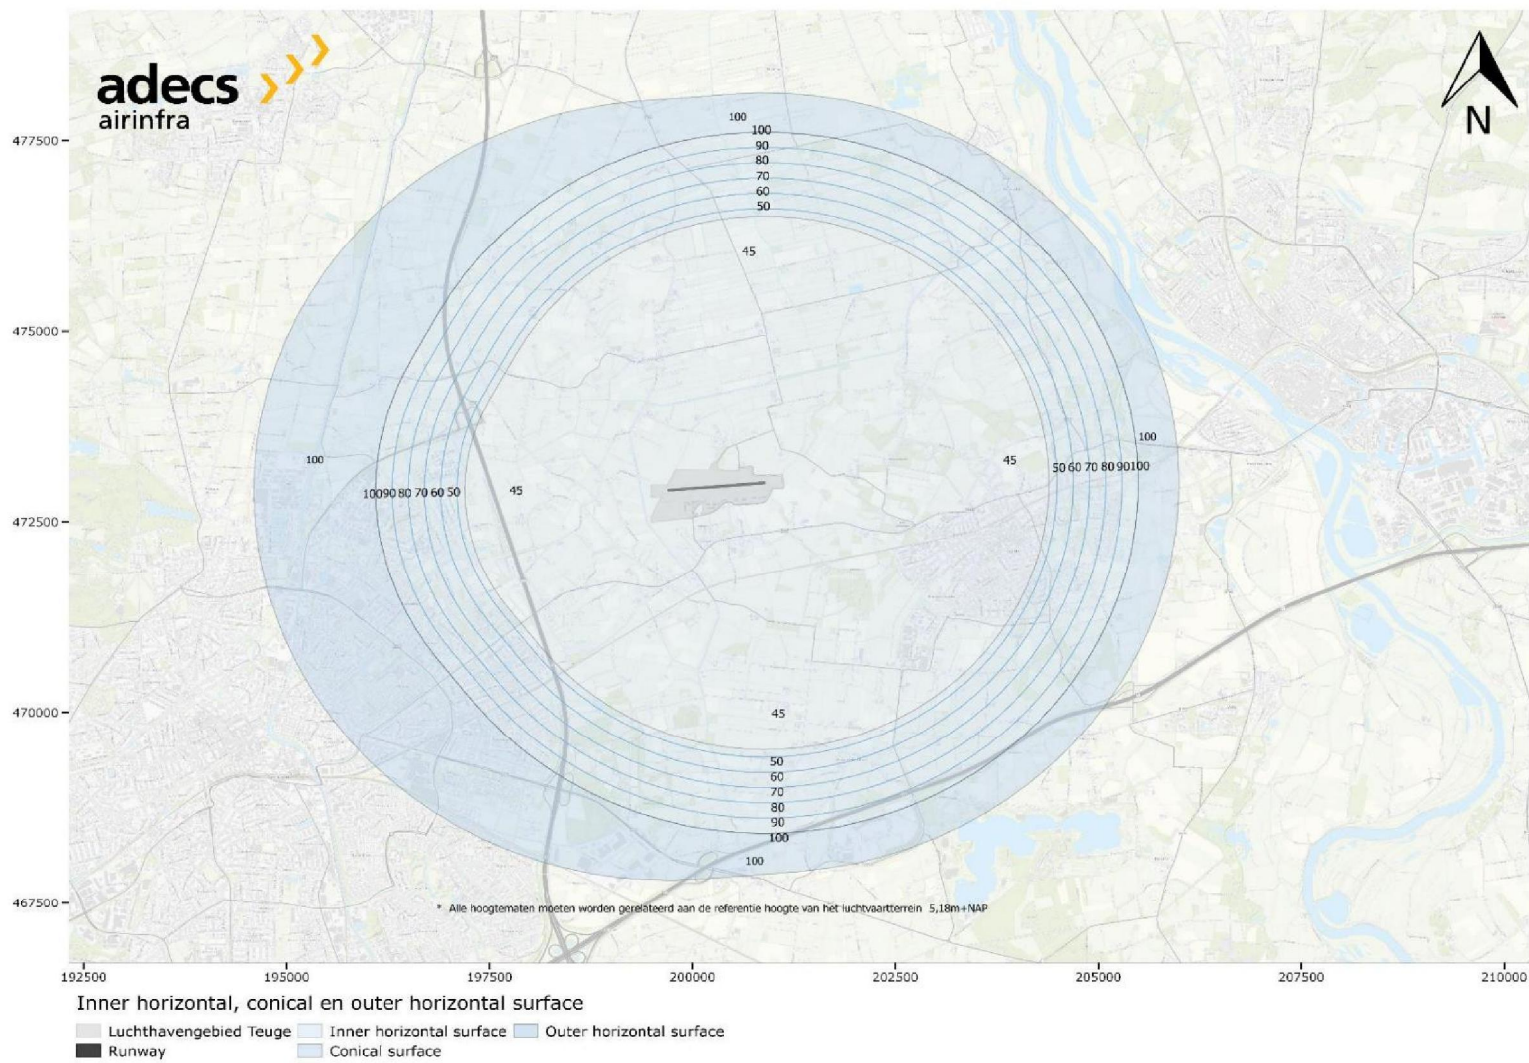 adecs
airinfra
N
477500
475000
472500
470000
467500
100
100
90
80
70
60
50
45
100
100 90 80 70 60 50
45
45
50 60 70 80 90 100
100
45
50
60
70
80
90
100
100
* Alle hoogtematen moeten worden gerelateerd aan de referentie hoogte van het luchtvaartterrein 5,18m+NAP
192500 195000 197500 200000 202500 205000 207500 210000
Inner horizontal, conical en outer horizontal surface
Luchthavengebied Teuge Inner horizontal surface Outer horizontal surface
Runway Conical surface